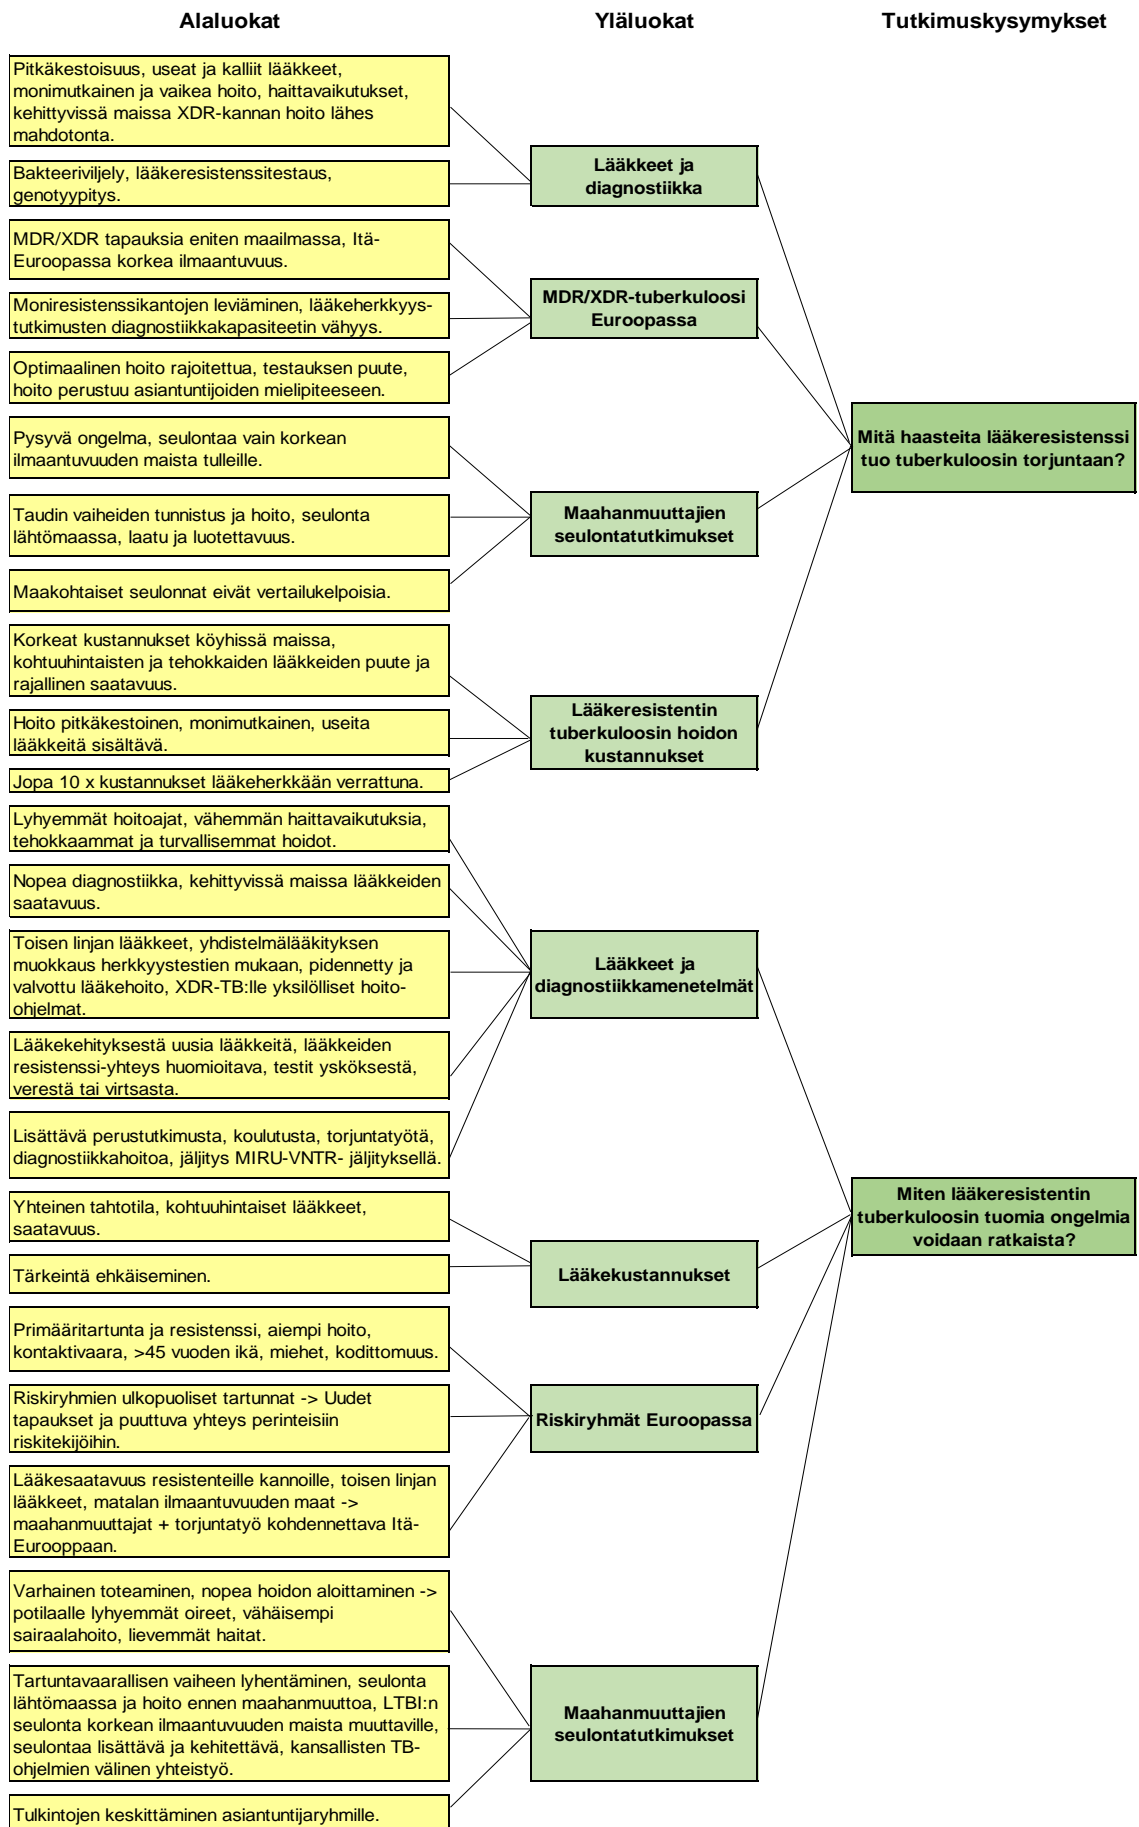 Alaluokat
Yläluokat
Tutkimuskysymykset
Pitkäkestoisuus, useat ja kalliit lääkkeet,
monimutkainen ja vaikea hoito, haittavaikutukset,
kehittyvissä maissa XDR-kannan hoito lähes
mahdotonta.
Bakteeriviljely, lääkeresistenssitestaus,
genotyypitys.
Lääkkeet ja
diagnostiikka
MDR/XDR tapauksia eniten maailmassa, Itä-
Euroopassa korkea ilmaantuvuus.
Moniresistenssikantojen leviäminen, lääkeherkkyys-
tutkimusten diagnostiikkakapasiteetin vähyys.
Optimaalinen hoito rajoitettua, testauksen puute,
hoito perustuu asiantuntijoiden mielipiteeseen.
MDR/XDR-tuberkuloosi
Euroopassa
Pysyvä ongelma, seulontaa vain korkean
ilmaantuvuuden maista tulleille.
Taudin vaiheiden tunnistus ja hoito, seulonta
lähtömaassa, laatu ja luotettavuus.
Maakohtaiset seulonnat eivät vertailukelpoisia.
Maahanmuuttajien
seulontatutkimukset
Korkeat kustannukset köyhissä maissa,
kohtuuhintaisten ja tehokkaiden lääkkeiden puute ja
rajallinen saatavuus.
Hoito pitkäkestoinen, monimutkainen, useita
lääkkeitä sisältävä.
Jopa 10 x kustannukset lääkeherkkään verrattuna.
Lääkeresistentin
tuberkuloosin hoidon
kustannukset
Mitä haasteita lääkeresistenssi
tuo tuberkuloosin torjuntaan?
Lyhyemmät hoitoajat, vähemmän haittavaikutuksia,
tehokkaammat ja turvallisemmat hoidot.
Nopea diagnostiikka, kehittyvissä maissa lääkkeiden
saatavuus.
Toisen linjan lääkkeet, yhdistelmälääkityksen
muokkaus herkkyystestien mukaan, pidennetty ja
valvottu lääkehoito, XDR-TB:lle yksilölliset hoito-
ohjelmat.
Lääkekehityksestä uusia lääkkeitä, lääkkeiden
resistenssi-yhteys huomioitava, testit ysköksestä,
verestä tai virtsasta.
Lisättävä perustutkimusta, koulutusta, torjuntatyötä,
diagnostiikkahoitoa, jäljitys MIRU-VNTR- jäljityksellä.
Lääkkeet ja
diagnostiikkamenetelmät
Yhteinen tahtotila, kohtuuhintaiset lääkkeet,
saatavuus.
Tärkeintä ehkäiseminen.
Lääkekustannukset
Primääritartunta ja resistenssi, aiempi hoito,
kontaktivaara, >45 vuoden ikä, miehet, kodittomuus.
Riskiryhmien ulkopuoliset tartunnat -> Uudet
tapaukset ja puuttuva yhteys perinteisiin
riskitekijöihin.
Lääkesaatavuus resistenteille kannoille, toisen linjan
lääkkeet, matalan ilmaantuvuuden maat ->
maahanmuuttajat + torjuntatyö kohdennettava Itä-
Eurooppaan.
Riskiryhmät Euroopassa
Varhainen toteaminen, nopea hoidon aloittaminen ->
potilaalle lyhyemmät oireet, vähäisempi
sairaalahoito, lievemmät haitat.
Tartuntavaarallisen vaiheen lyhentäminen, seulonta
lähtömaassa ja hoito ennen maahanmuuttoa, LTBI:n
seulonta korkean ilmaantuvuuden maista muuttaville,
seulontaa lisättävä ja kehitettävä, kansallisten TB-
ohjelmien välinen yhteistyö.
Tulkintojen keskittäminen asiantuntijaryhmille.
Maahanmuuttajien
seulontatutkimukset
Miten lääkeresistentin
tuberkuloosin tuomia ongelmia
voidaan ratkaista?